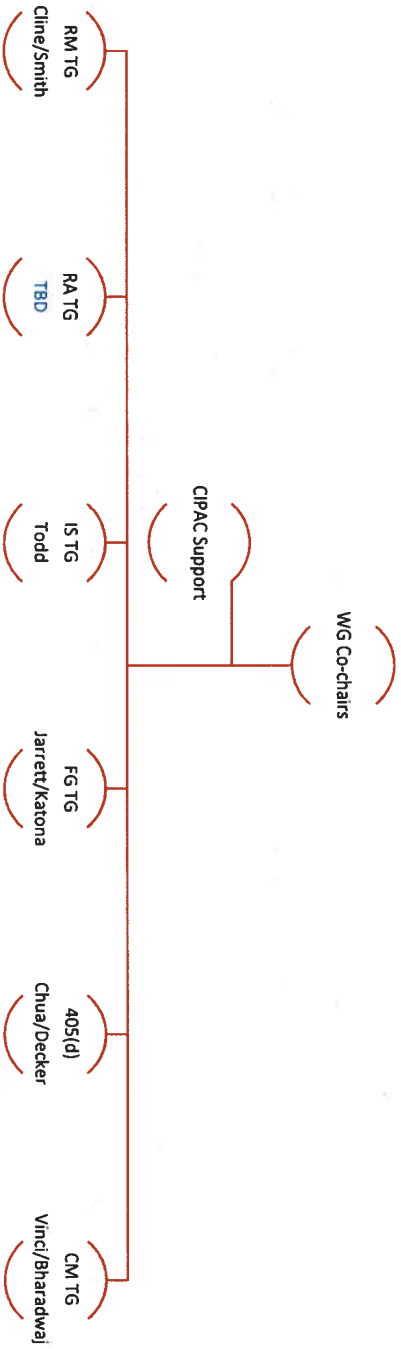 WG Co-chairs
CIPAC Support
RM TG
Cline/Smith
RA TG
TBD
IS TG
Todd
FG TG
Jarrett/Katona
405(d)
Chua/Decker
CM TG
Vinci/Bharadwaj